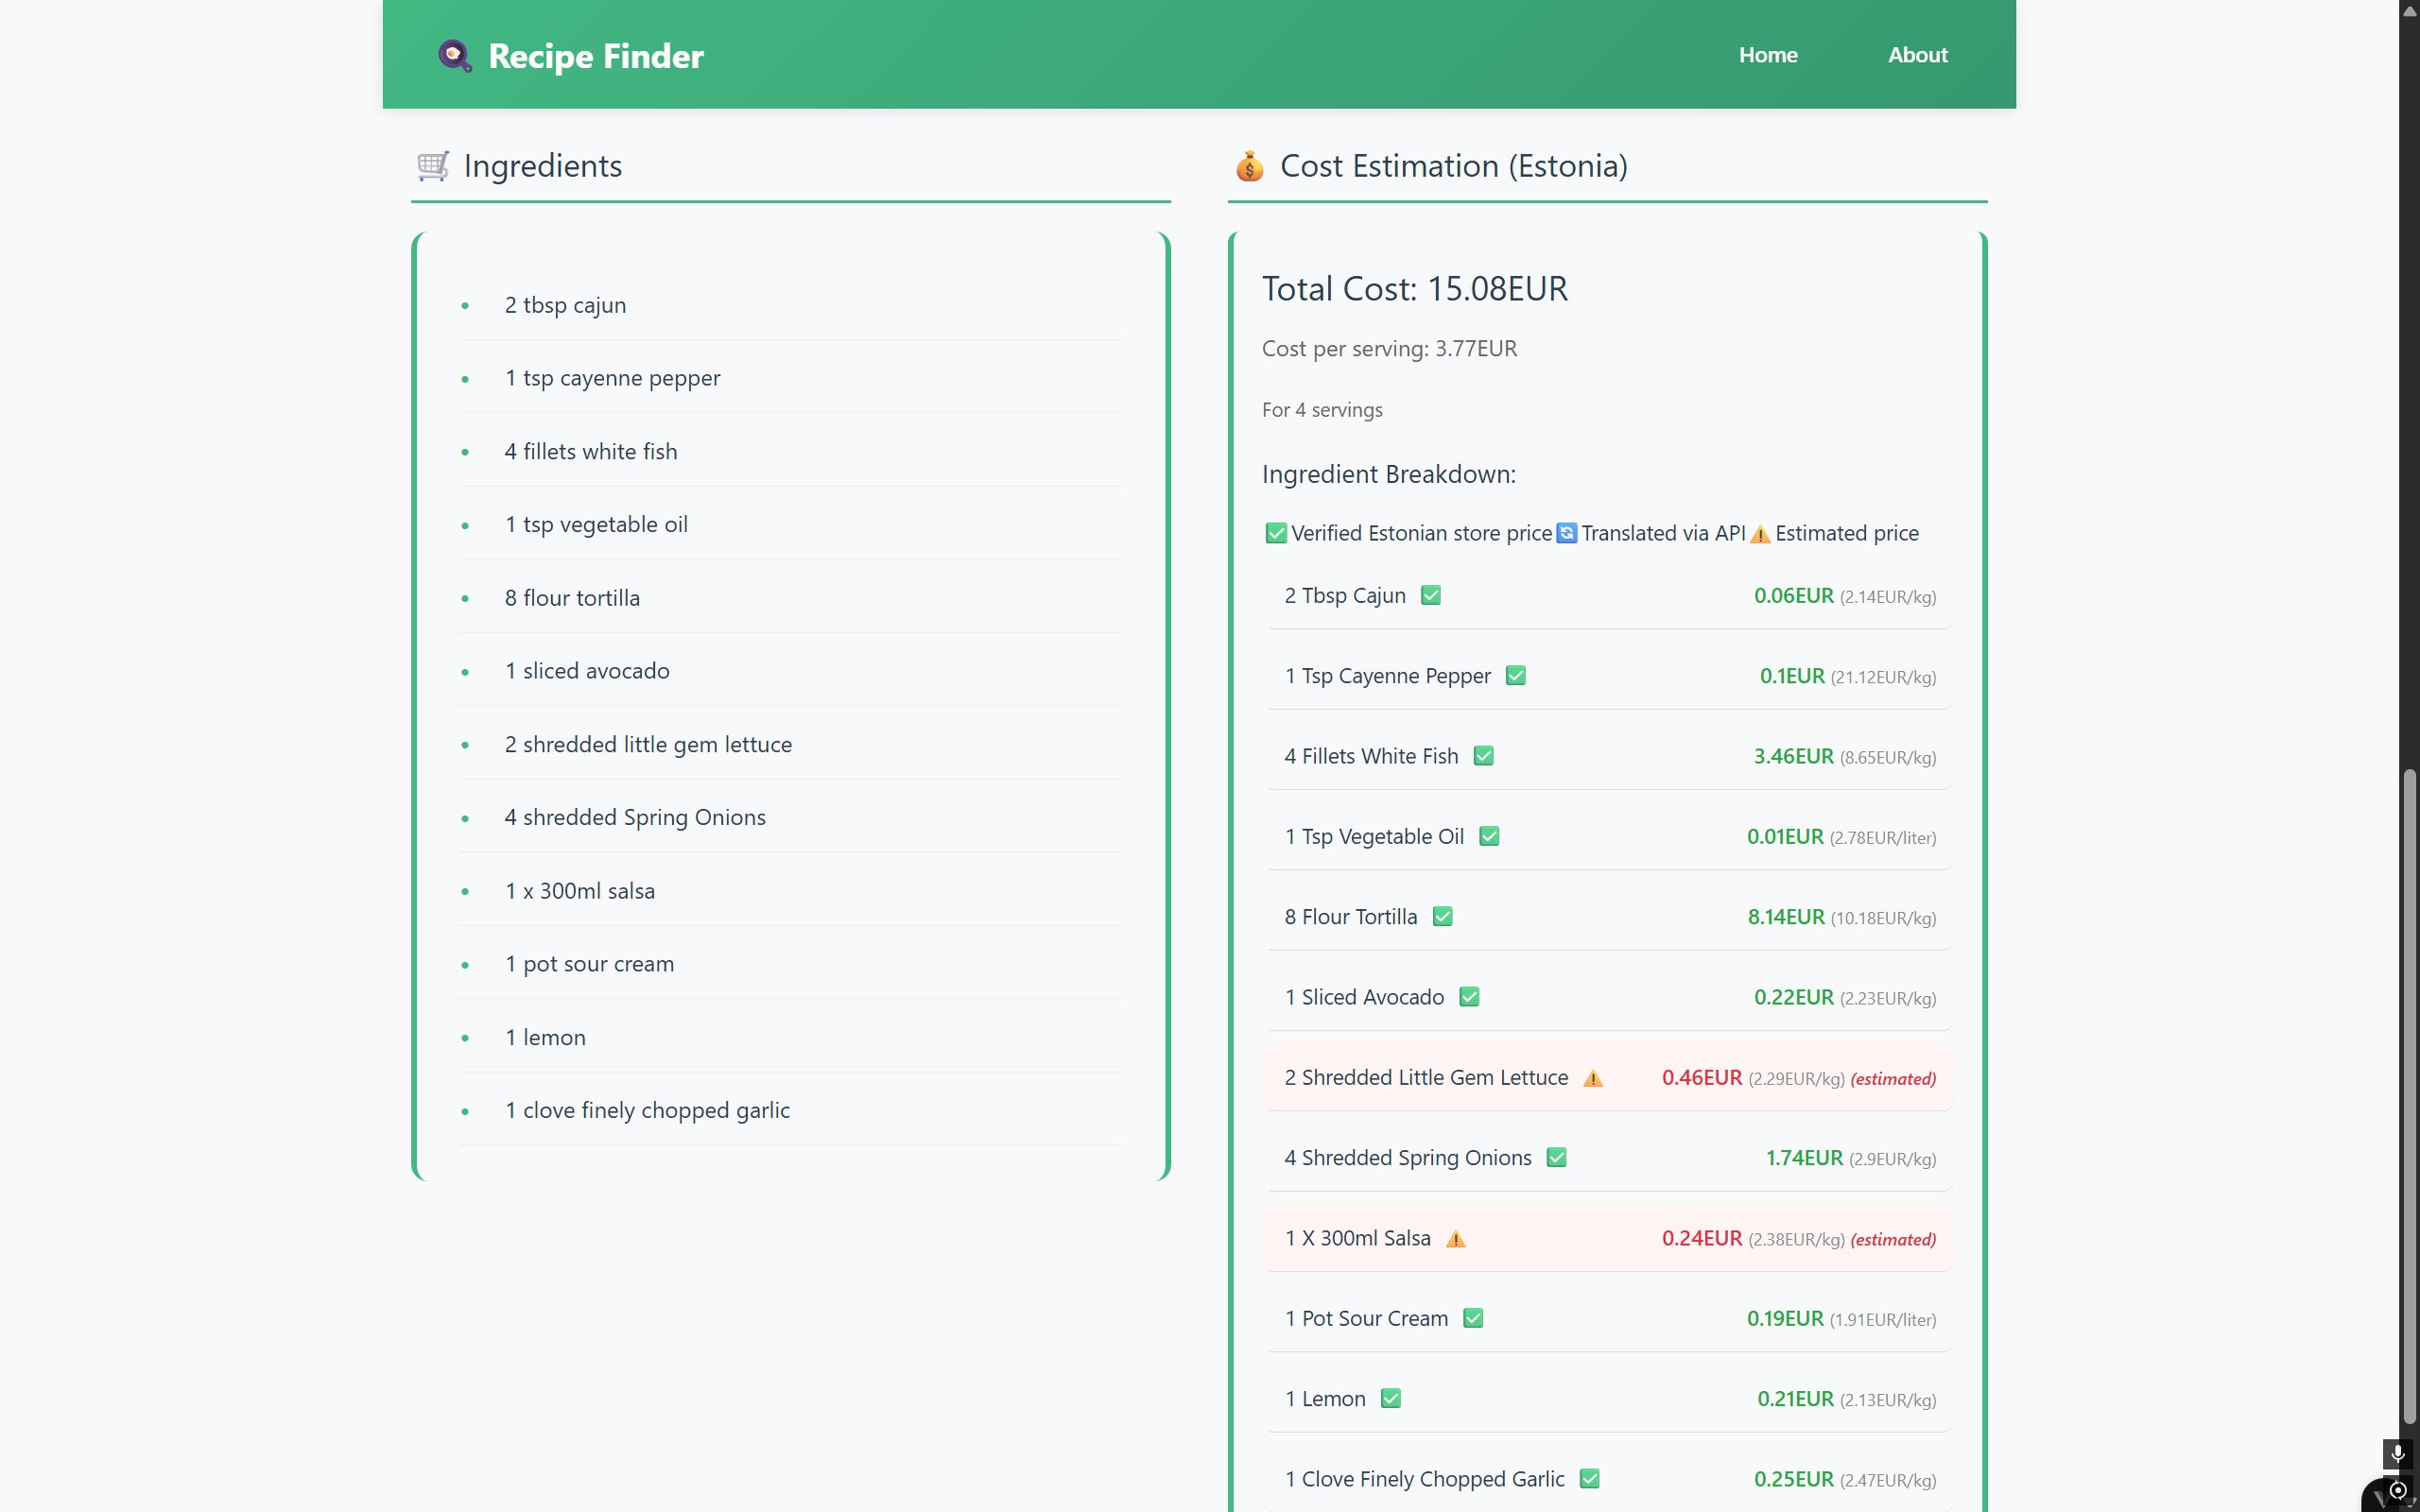 Recipe Finder
Home
About
Ingredients
2 tbsp cajun
1 tsp cayenne pepper
4 fillets white fish
1 tsp vegetable oil
8 flour tortilla
1 sliced avocado
2 shredded little gem lettuce
4 shredded Spring Onions
1 x 300ml salsa
1 pot sour cream
1 lemon
1 clove finely chopped garlic
Cost Estimation (Estonia)
Total Cost: 15.08EUR
Cost per serving: 3.77EUR
For 4 servings
Ingredient Breakdown:
Verified Estonian store price Translated via API Estimated price
2 Tbsp Cajun 0.06EUR (2.14EUR/kg)
1 Tsp Cayenne Pepper 0.1EUR (21.12EUR/kg)
4 Fillets White Fish 3.46EUR (8.65EUR/kg)
1 Tsp Vegetable Oil 0.01EUR (2.78EUR/liter)
8 Flour Tortilla 8.14EUR (10.18EUR/kg)
1 Sliced Avocado 0.22EUR (2.23EUR/kg)
2 Shredded Little Gem Lettuce 0.46EUR (2.29EUR/kg) (estimated)
4 Shredded Spring Onions 1.74EUR (2.9EUR/kg)
1 X 300ml Salsa 0.24EUR (2.38EUR/kg) (estimated)
1 Pot Sour Cream 0.19EUR (1.91EUR/liter)
1 Lemon 0.21EUR (2.13EUR/kg)
1 Clove Finely Chopped Garlic 0.25EUR (2.47EUR/kg)